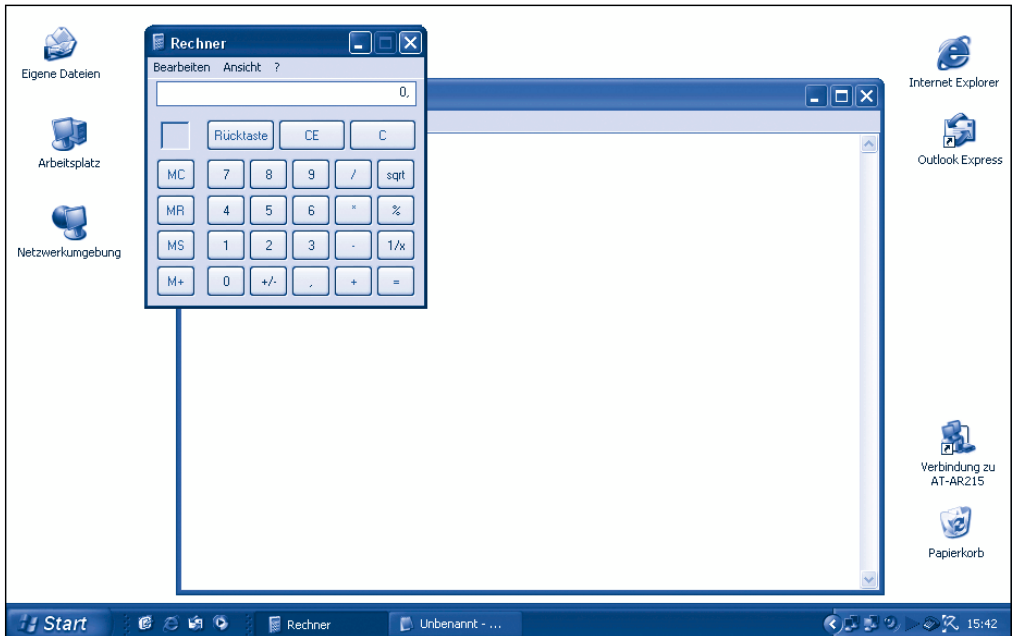 Eigene Dateien
Arbeitsplatz
Netzwerkumgebung
Rechner
Bearbeiten Ansicht ?
0,
Rücktaste CE C
MC 7 8 9 / sqrt
MR 4 5 6 * %
MS 1 2 3 - 1/x
M+ 0 +/- , + =
Internet Explorer
Outlook Express
Verbindung zu
AT-AR215
Papierkorb
Start Rechner Unbenannt - ... 15:42